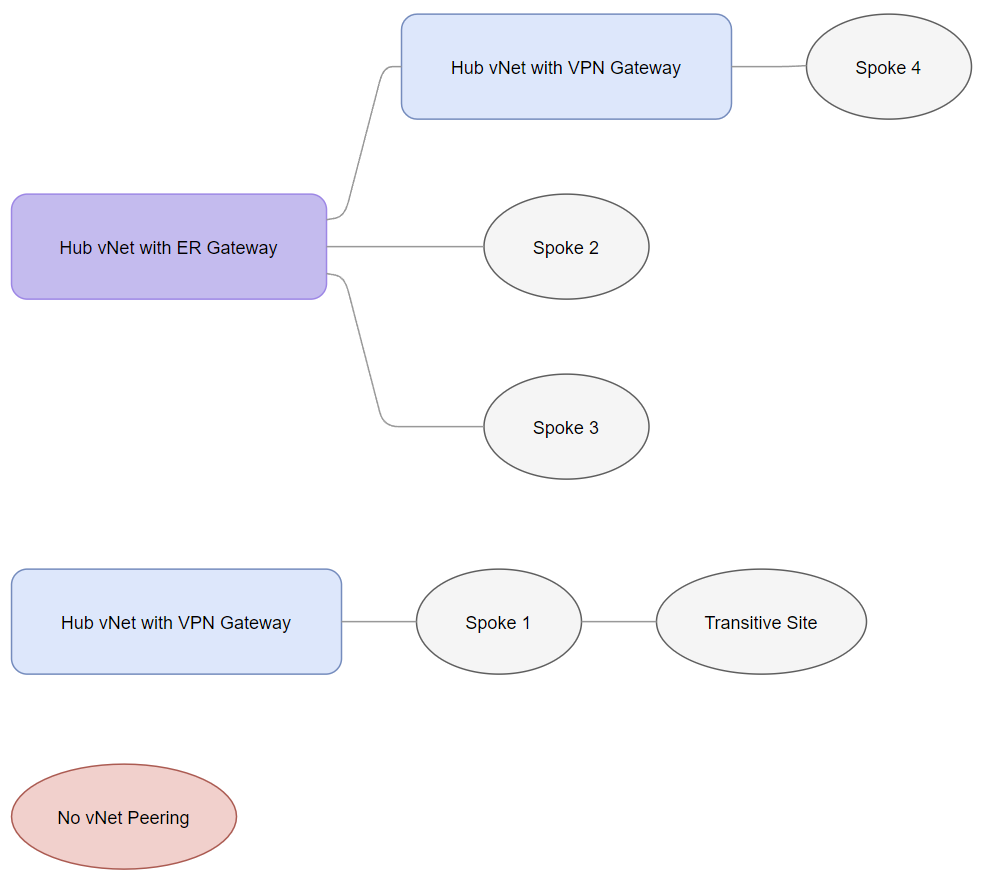 Hub vNet with VPN Gateway
Spoke 4
Hub vNet with ER Gateway
Spoke 2
Spoke 3
Hub vNet with VPN Gateway
Spoke 1
Transitive Site
No vNet Peering